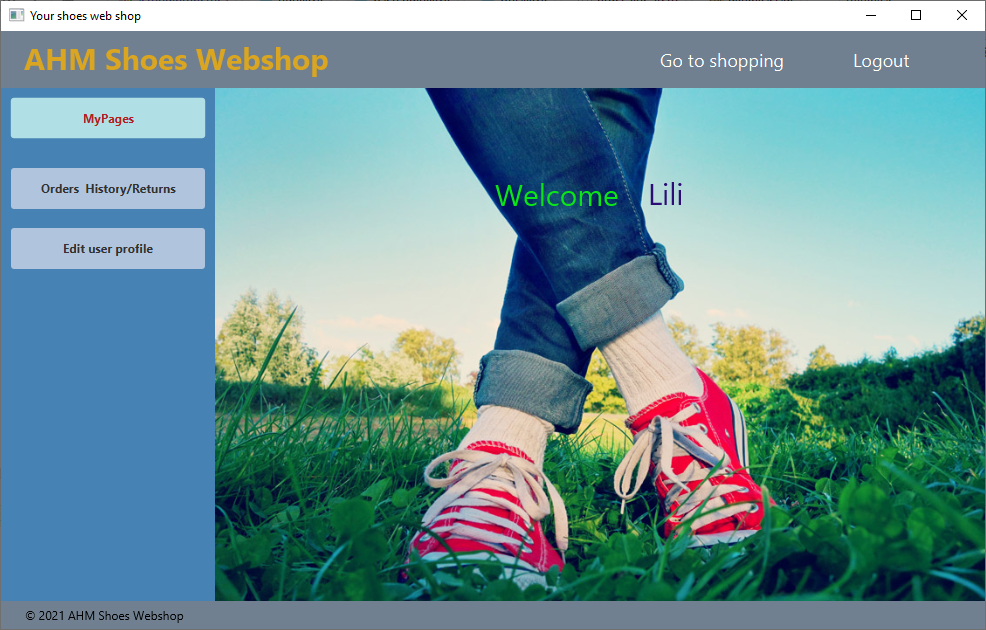 Your shoes web shop
AHM Shoes Webshop
Go to shopping
Logout
MyPages
Orders  History/Returns
Edit user profile
Welcome Lili
© 2021 AHM Shoes Webshop